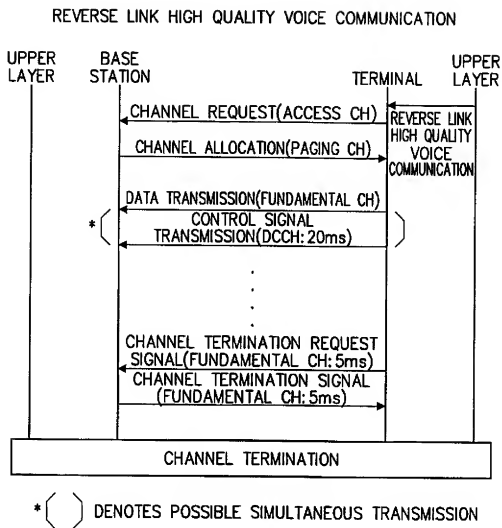 REVERSE LINK HIGH QUALITY VOICE COMMUNICATION
UPPER LAYER
BASE STATION
TERMINAL
UPPER LAYER
CHANNEL REQUEST(ACCESS CH)
REVERSE LINK
HIGH QUALITY
VOICE
COMMUNICATION
CHANNEL ALLOCATION(PAGING CH)
DATA TRANSMISSION(FUNDAMENTAL CH)
*( CONTROL SIGNAL )
TRANSMISSION(DCCH:20ms)
CHANNEL TERMINATION REQUEST
SIGNAL(FUNDAMENTAL CH:5ms)
CHANNEL TERMINATION SIGNAL
(FUNDAMENTAL CH:5ms)
CHANNEL TERMINATION
*( ) DENOTES POSSIBLE SIMULTANEOUS TRANSMISSION